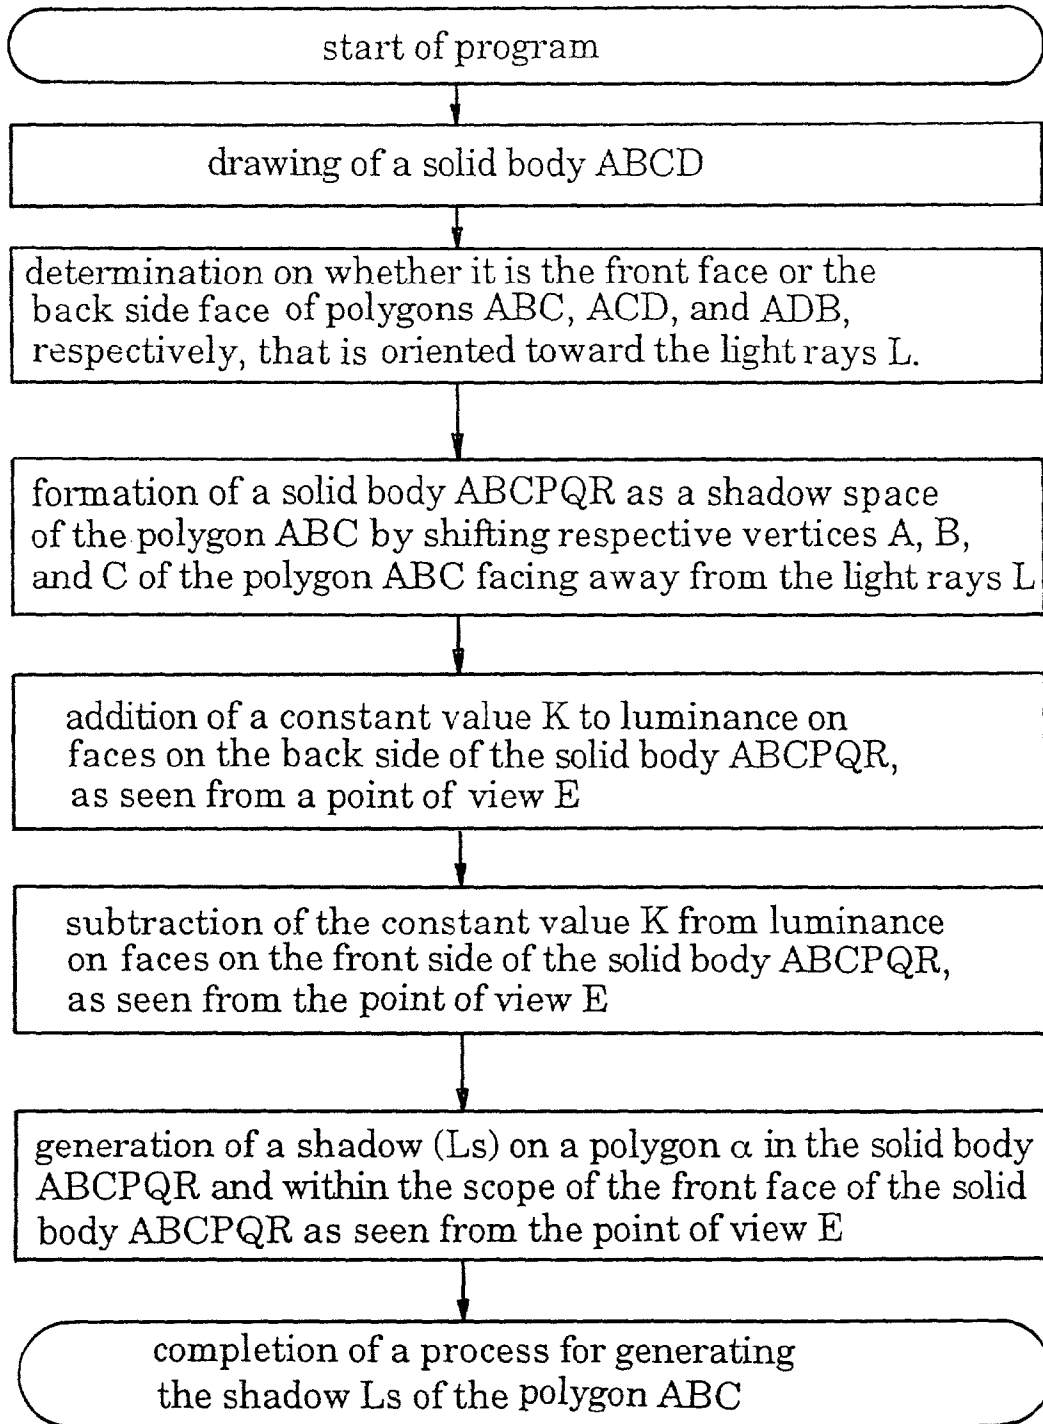 start of program
drawing of a solid body ABCD
determination on whether it is the front face or the
back side face of polygons ABC, ACD, and ADB,
respectively, that is oriented toward the light rays L.
formation of a solid body ABCPQR as a shadow space
of the polygon ABC by shifting respective vertices A, B,
and C of the polygon ABC facing away from the light rays L
addition of a constant value K to luminance on
faces on the back side of the solid body ABCPQR,
as seen from a point of view E
subtraction of the constant value K from luminance
on faces on the front side of the solid body ABCPQR,
as seen from the point of view E
generation of a shadow (Ls) on a polygon α in the solid body
ABCPQR and within the scope of the front face of the solid
body ABCPQR as seen from the point of view E
completion of a process for generating
the shadow Ls of the polygon ABC